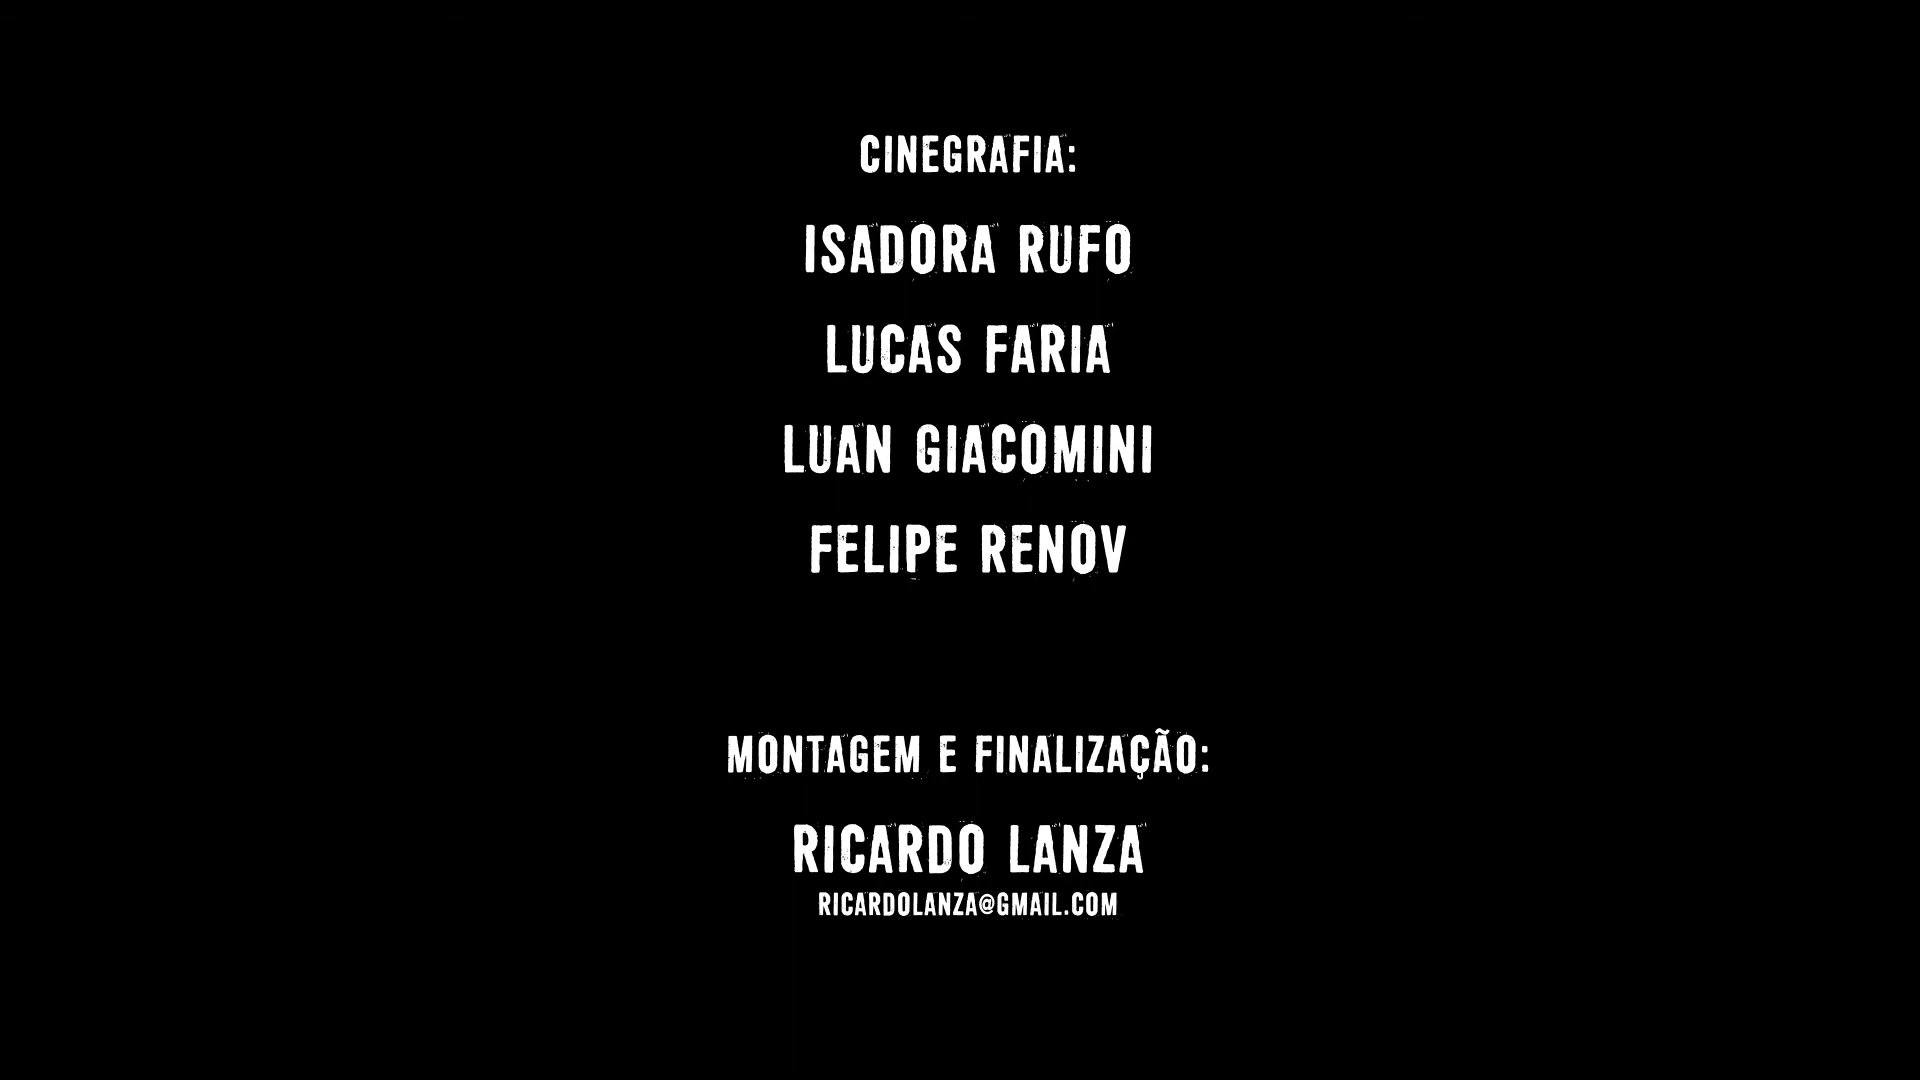 CINEGRAFIA:
ISADORA RUFO
LUCAS FARIA
LUAN GIACOMINI
FELIPE RENOV
MONTAGEM E FINALIZAÇÃO:
RICARDO LANZA
RICARDOLANZA@GMAIL.COM